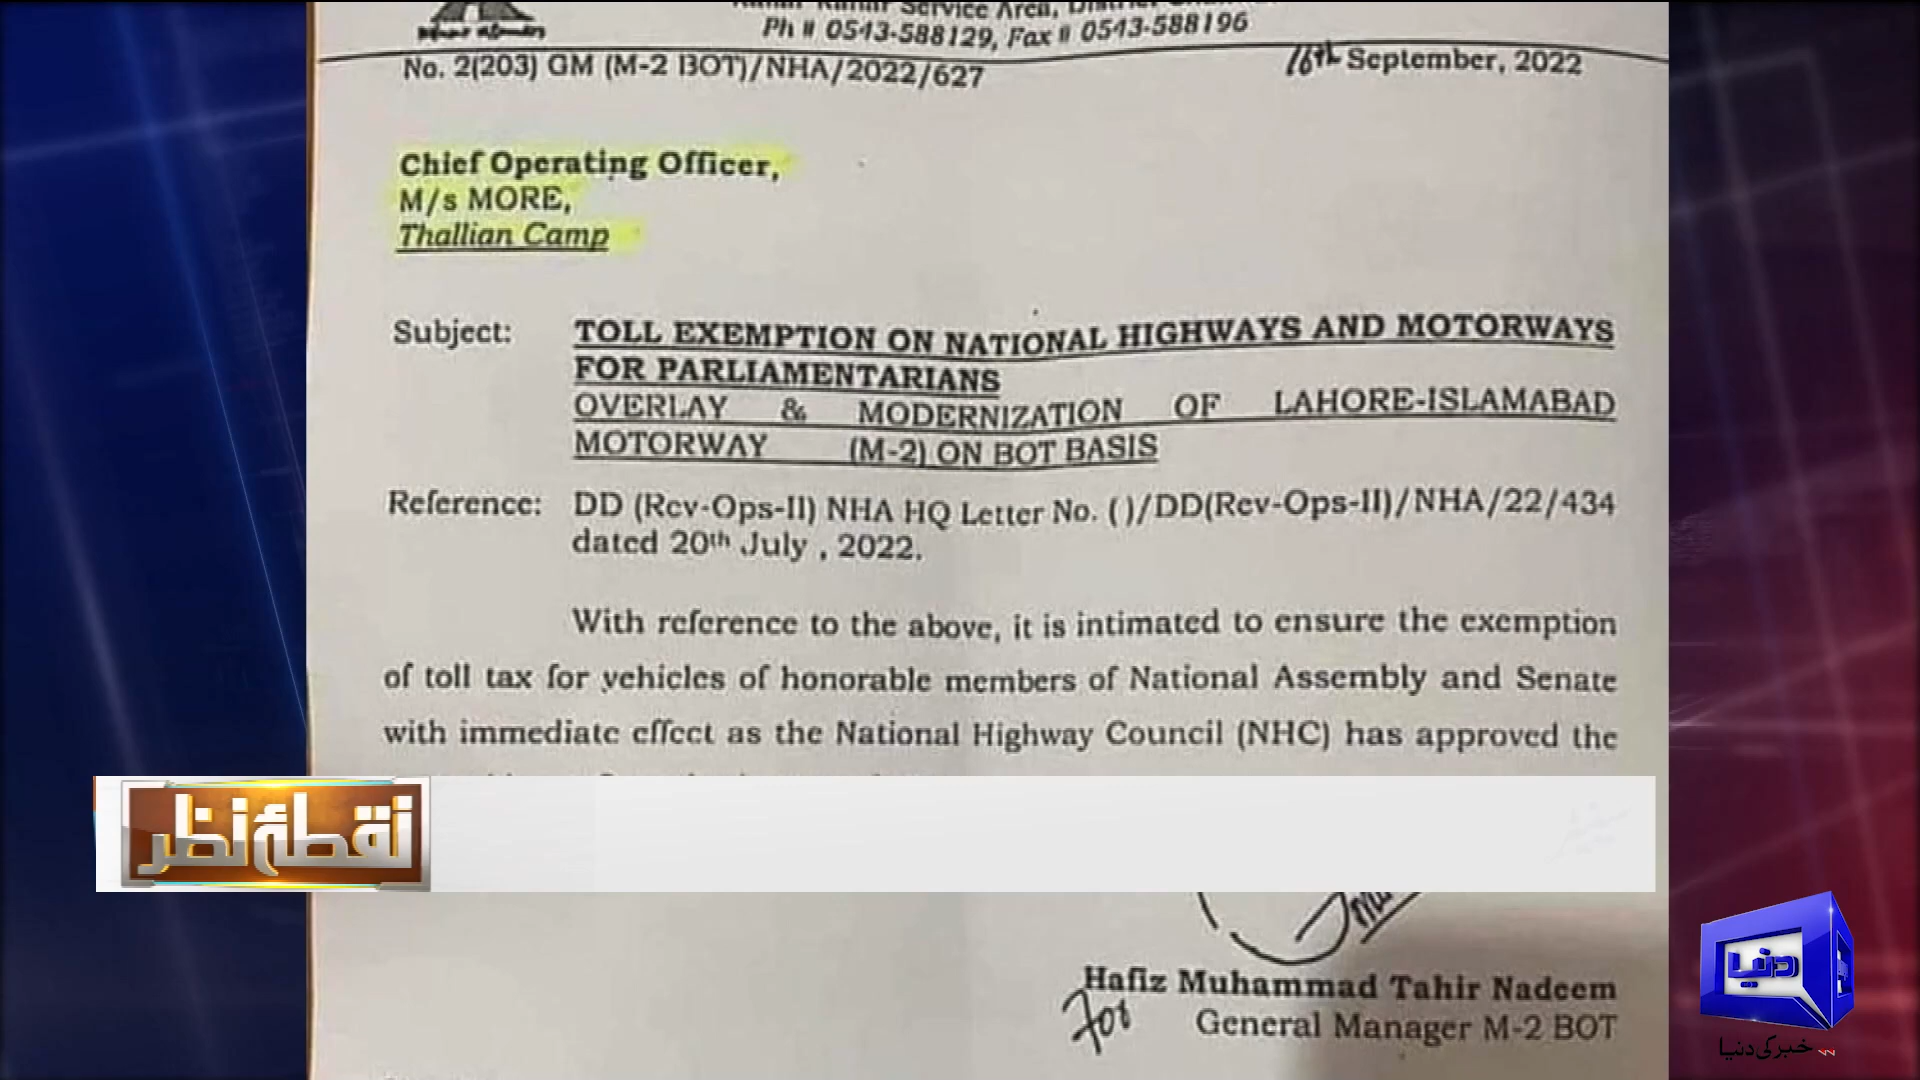 Service Area, District
Ph # 0543-588129, Fax # 0543-588196
No. 2(203) GM (M-2 BOT)/NHA/2022/627
16th September, 2022
Chief Operating Officer,
M/s MORE,
Thallian Camp
Subject: TOLL EXEMPTION ON NATIONAL HIGHWAYS AND MOTORWAYS
FOR PARLIAMENTARIANS
OVERLAY & MODERNIZATION OF LAHORE-ISLAMABAD
MOTORWAY (M-2) ON BOT BASIS
Reference: DD (Rev-Ops-II) NHA HQ Letter No. ( )/DD(Rev-Ops-II)/NHA/22/434
dated 20th July , 2022.
With reference to the above, it is intimated to ensure the exemption
of toll tax for vehicles of honorable members of National Assembly and Senate
with immediate effect as the National Highway Council (NHC) has approved the
نقطۂ نظر
Hafiz Muhammad Tahir Nadeem
For General Manager M-2 BOT
دنیا
خبر کی دنیا